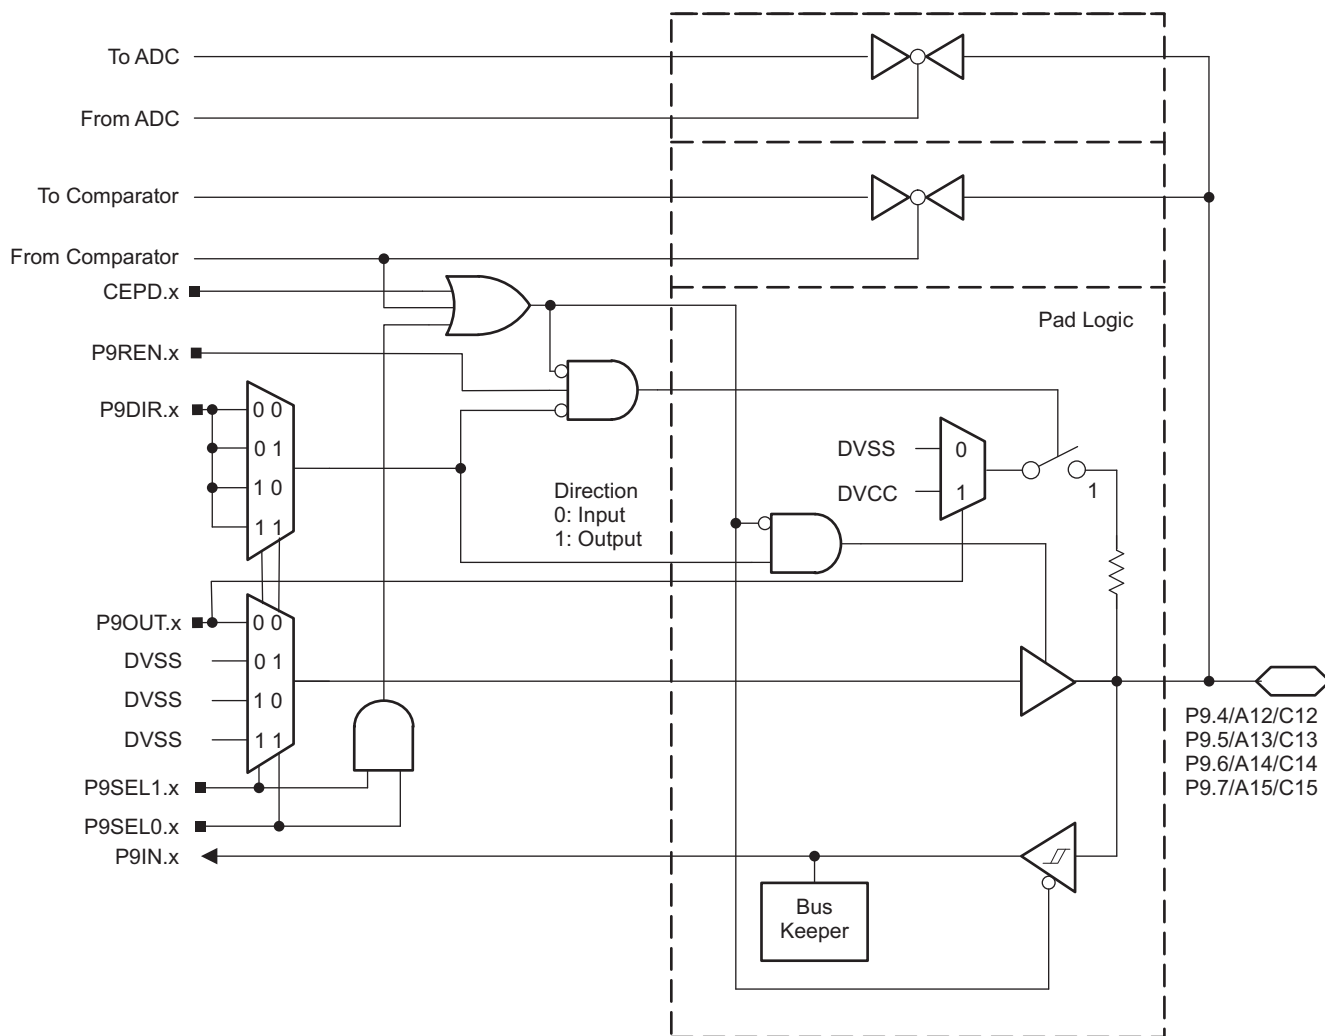 To ADC
From ADC
To Comparator
From Comparator
CEPD.x
Pad Logic
P9REN.x
P9DIR.x
0 0
0 1
1 0
1 1
Direction
0: Input
1: Output
DVSS
0
DVCC
1
1
P9OUT.x
0 0
DVSS
0 1
DVSS
1 0
DVSS
1 1
P9SEL1.x
P9SEL0.x
P9IN.x
Bus
Keeper
P9.4/A12/C12
P9.5/A13/C13
P9.6/A14/C14
P9.7/A15/C15